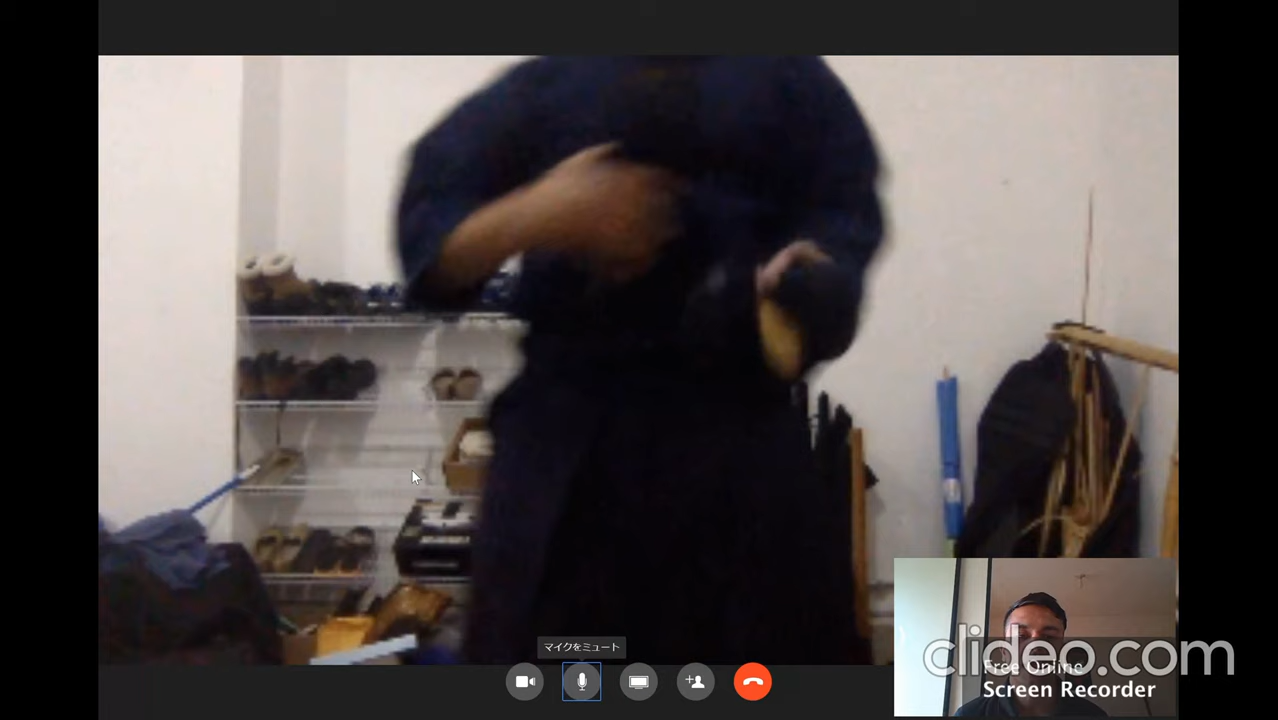 マイクをミュート
clideo.com
Free Online
Screen Recorder